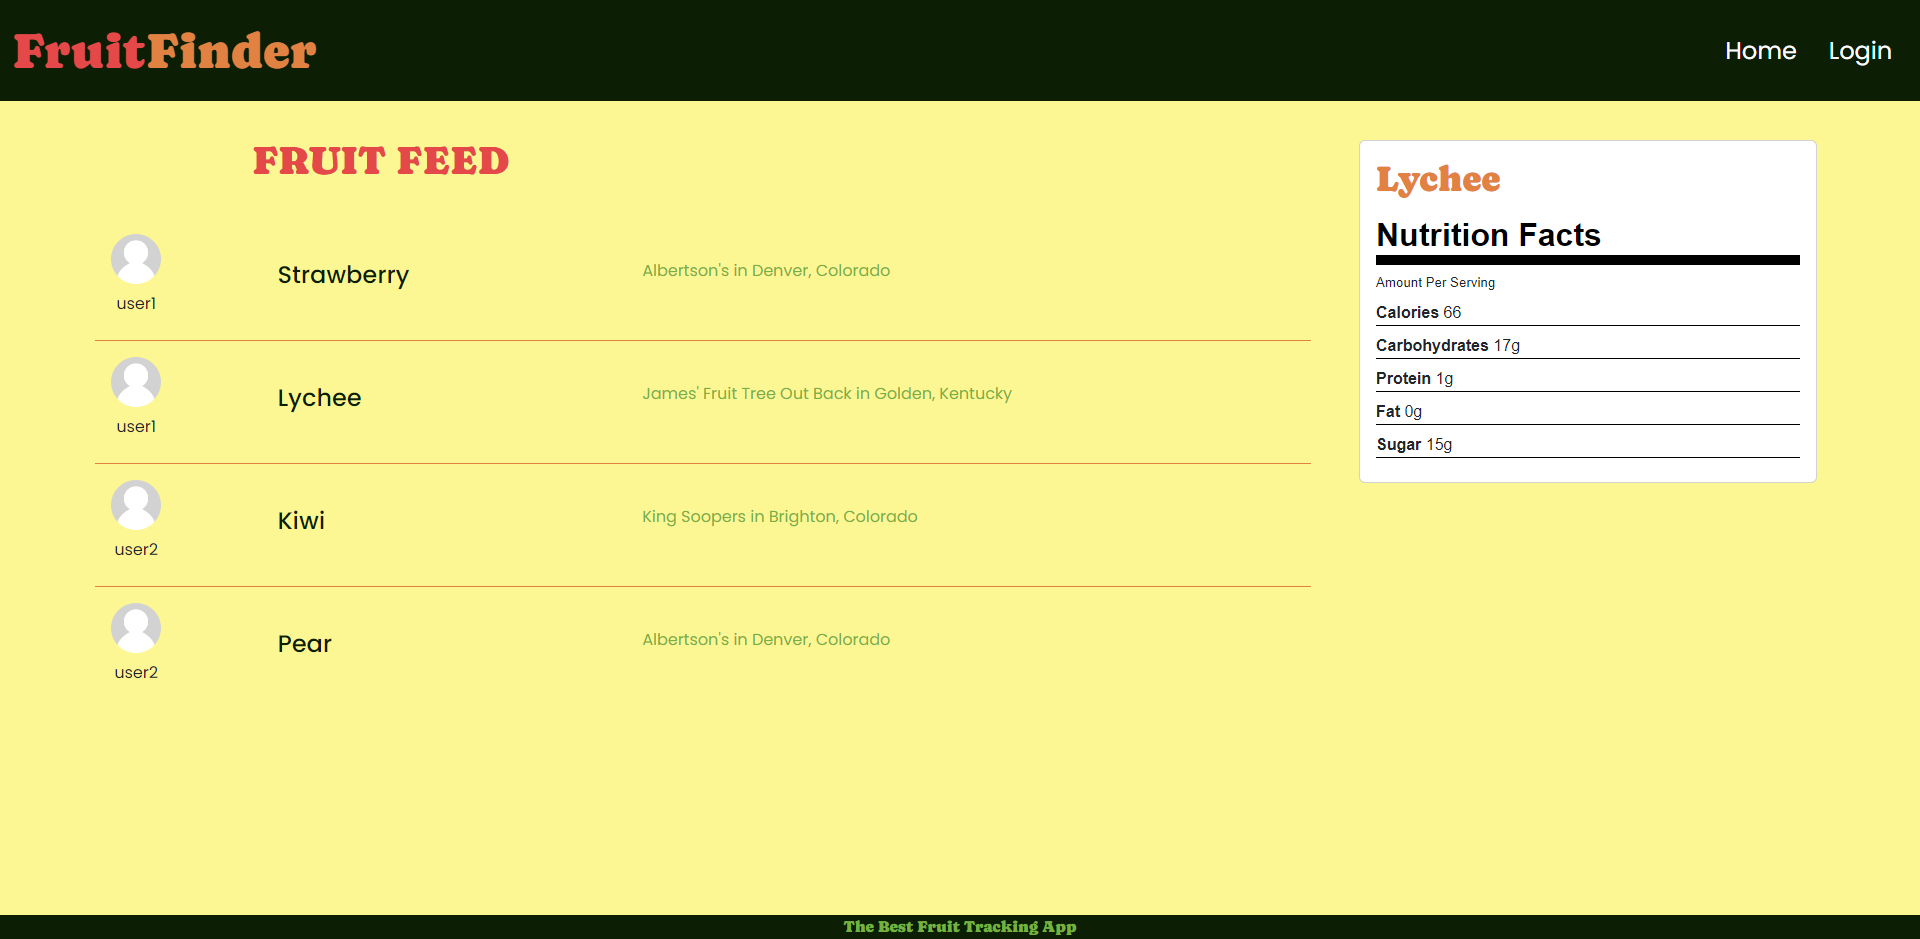 FruitFinder
Home
Login
FRUIT FEED
user1
Strawberry
Albertson's in Denver, Colorado
user1
Lychee
James' Fruit Tree Out Back in Golden, Kentucky
user2
Kiwi
King Soopers in Brighton, Colorado
user2
Pear
Albertson's in Denver, Colorado
Lychee
Nutrition Facts
Amount Per Serving
Calories 66
Carbohydrates 17g
Protein 1g
Fat 0g
Sugar 15g
The Best Fruit Tracking App